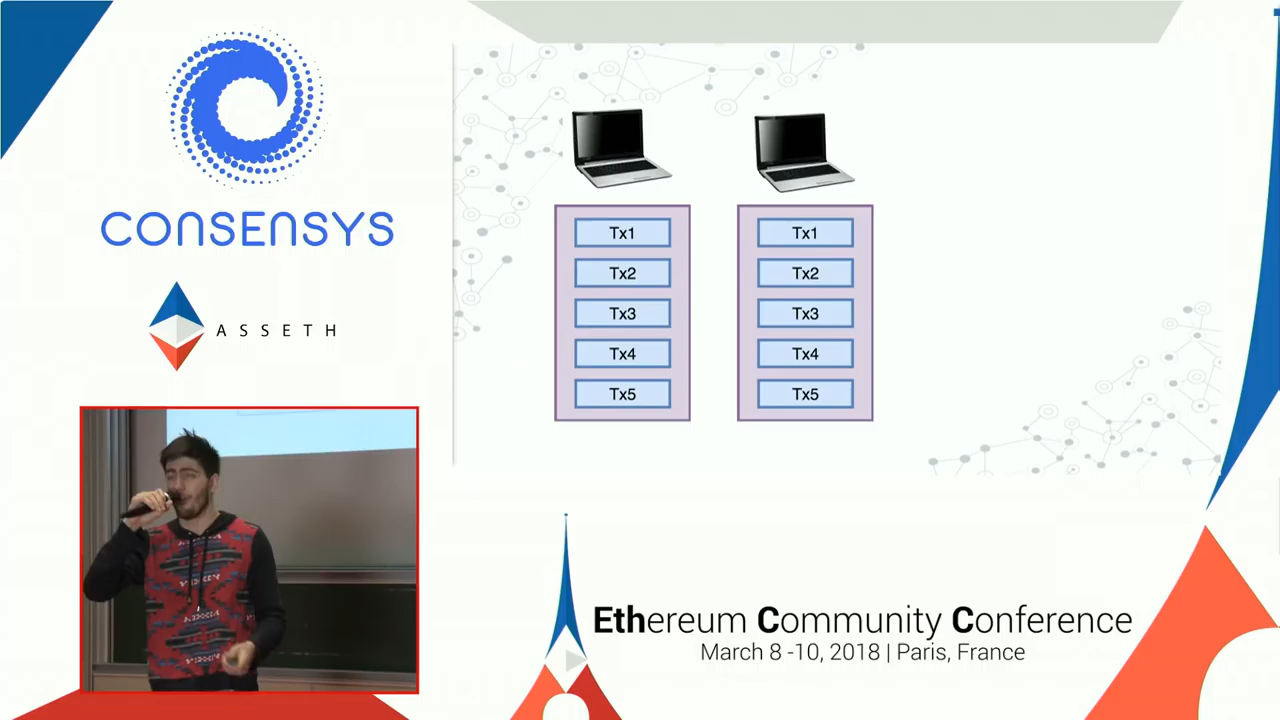 CONSENSYS
ASSETH
Tx1
Tx2
Tx3
Tx4
Tx5
Tx1
Tx2
Tx3
Tx4
Tx5
Ethereum Community Conference
March 8 -10, 2018 | Paris, France